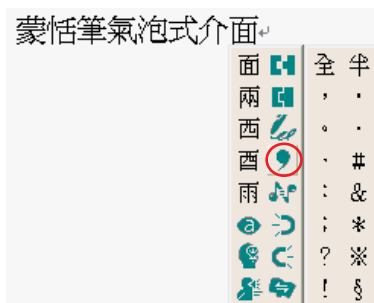 蒙恬筆氣泡式介面
面 全 半
兩 , ·
西 。 .
酉 、 #
雨 : &
a ; *
? ※
! §